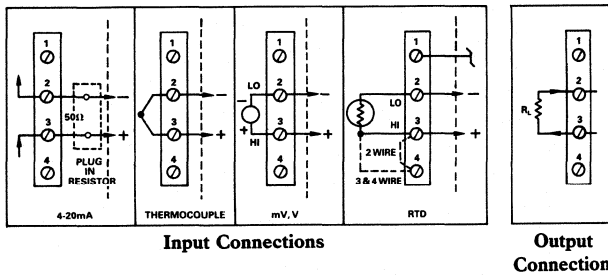 1
2
50Ω
−
3
+
PLUG
IN
RESISTOR
4
4-20mA
1
2
−
3
+
4
THERMOCOUPLE
1
LO
2
−
−
+
3
+
HI
4
mV, V
1
2
−
LO
HI
3
+
2 WIRE
4
3 & 4 WIRE
RTD
1
2
RL
3
4
Input Connections
Output